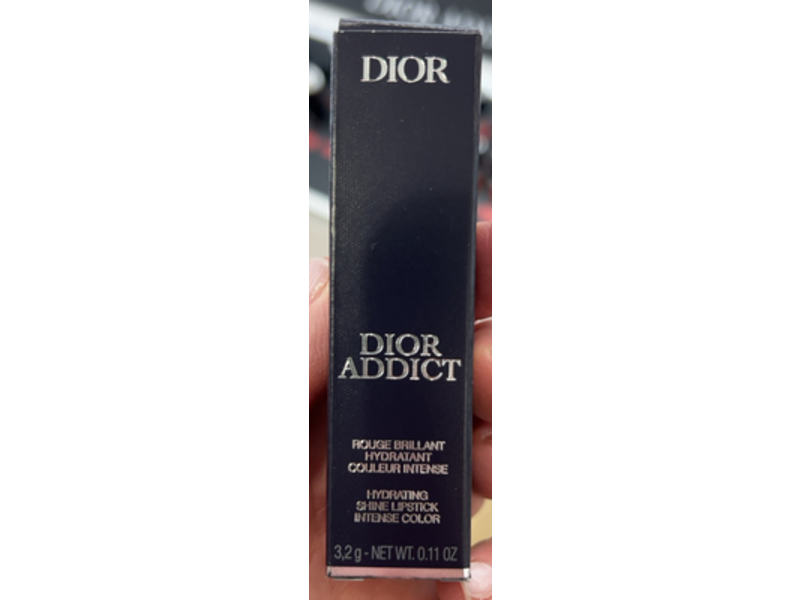 DIOR
DIOR
ADDICT
ROUGE BRILLANT
HYDRATANT
COULEUR INTENSE
HYDRATING
SHINE LIPSTICK
INTENSE COLOR
3,2 g - NET WT. 0.11 OZ